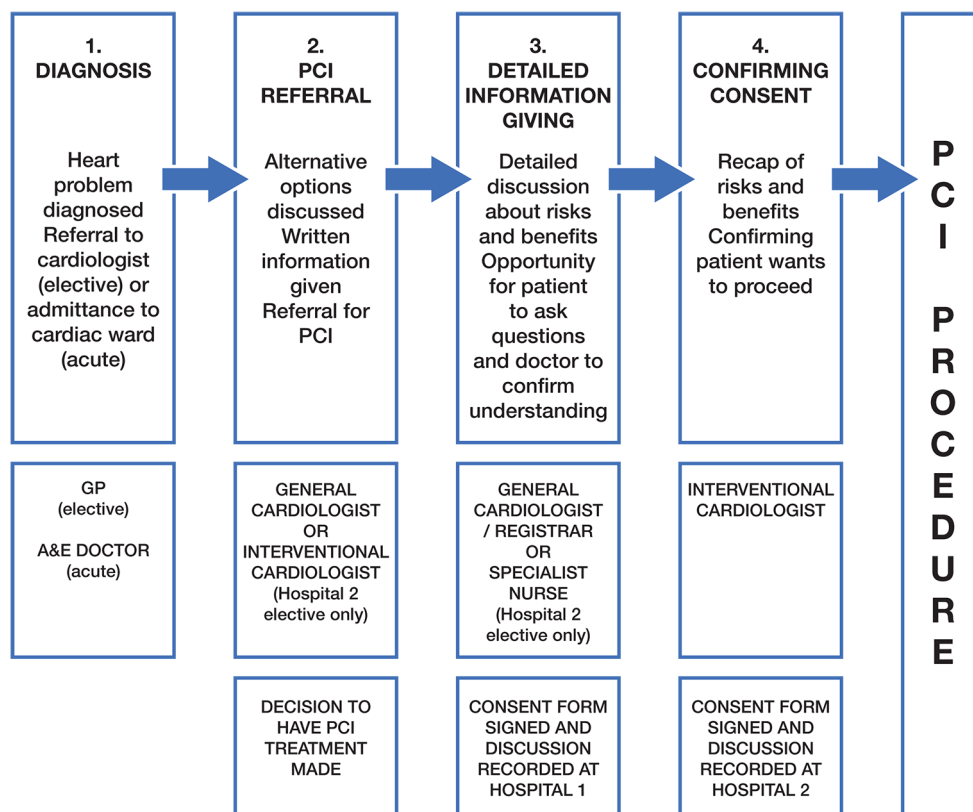 1.
DIAGNOSIS
Heart
problem
diagnosed
Referral to
cardiologist
(elective) or
admittance to
cardiac ward
(acute)
2.
PCI
REFERRAL
Alternative
options
discussed
Written
information
given
Referral for
PCI
3.
DETAILED
INFORMATION
GIVING
Detailed
discussion
about risks
and benefits
Opportunity
for patient
to ask
questions
and doctor to
confirm
understanding
4.
CONFIRMING
CONSENT
Recap of
risks and
benefits
Confirming
patient wants
to proceed
GP
(elective)
A&E DOCTOR
(acute)
GENERAL
CARDIOLOGIST
OR
INTERVENTIONAL
CARDIOLOGIST
(Hospital 2
elective only)
GENERAL
CARDIOLOGIST
/ REGISTRAR
OR
SPECIALIST
NURSE
(Hospital 2
elective only)
INTERVENTIONAL
CARDIOLOGIST
DECISION TO
HAVE PCI
TREATMENT
MADE
CONSENT FORM
SIGNED AND
DISCUSSION
RECORDED AT
HOSPITAL 1
CONSENT FORM
SIGNED AND
DISCUSSION
RECORDED AT
HOSPITAL 2
PCI PROCEDURE